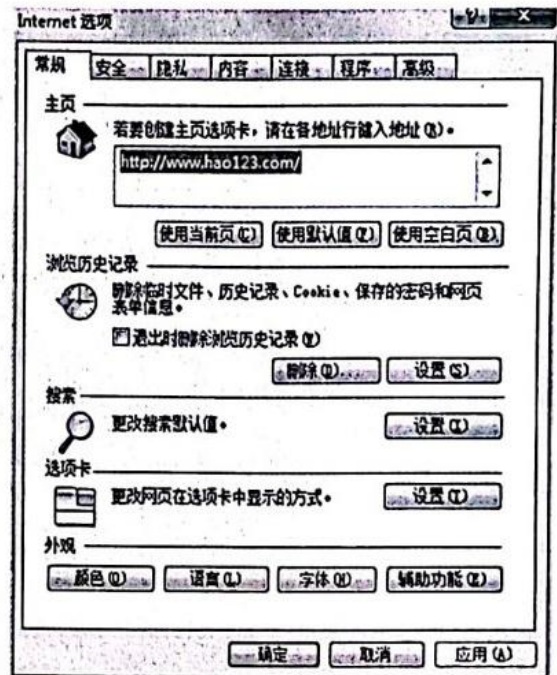 Internet 选项
常规 安全 隐私 内容 连接 程序 高级
主页
若要创建主页选项卡，请在各地址行键入地址(R)。
http://www.hao123.com/
使用当前页(C) 使用默认值(F) 使用空白页(B)
浏览历史记录
删除临时文件、历史记录、Cookie、保存的密码和网页
表单信息。
退出时删除浏览历史记录(W)
删除(D)... 设置(S)
搜索
更改搜索默认值。 设置(I)
选项卡
更改网页在选项卡中显示的方式。 设置(T)
外观
颜色(O) 语言(L) 字体(N) 辅助功能(E)
确定 取消 应用(A)